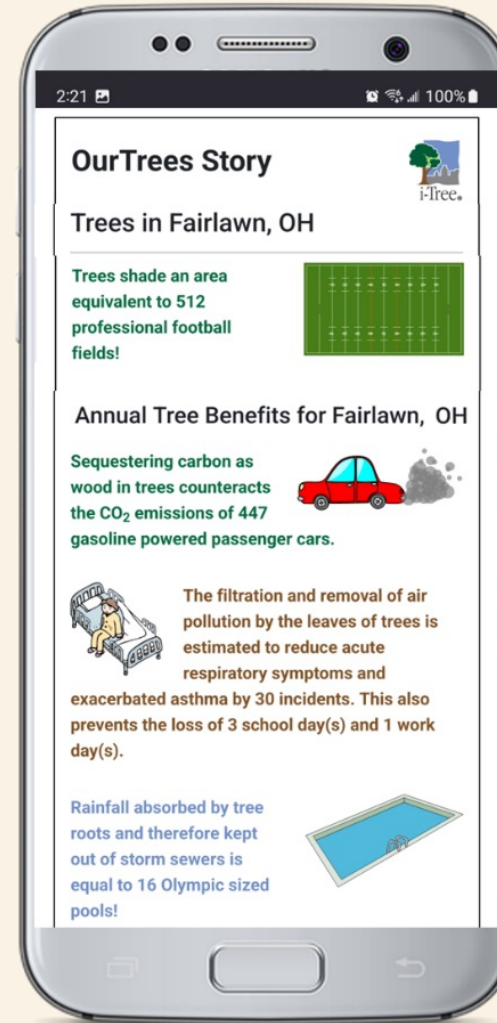 2:21 100%
OurTrees Story
i-Tree®
Trees in Fairlawn, OH
Trees shade an area
equivalent to 512
professional football
fields!
Annual Tree Benefits for Fairlawn, OH
Sequestering carbon as
wood in trees counteracts
the CO₂ emissions of 447
gasoline powered passenger cars.
The filtration and removal of air
pollution by the leaves of trees is
estimated to reduce acute
respiratory symptoms and
exacerbated asthma by 30 incidents. This also
prevents the loss of 3 school day(s) and 1 work
day(s).
Rainfall absorbed by tree
roots and therefore kept
out of storm sewers is
equal to 16 Olympic sized
pools!